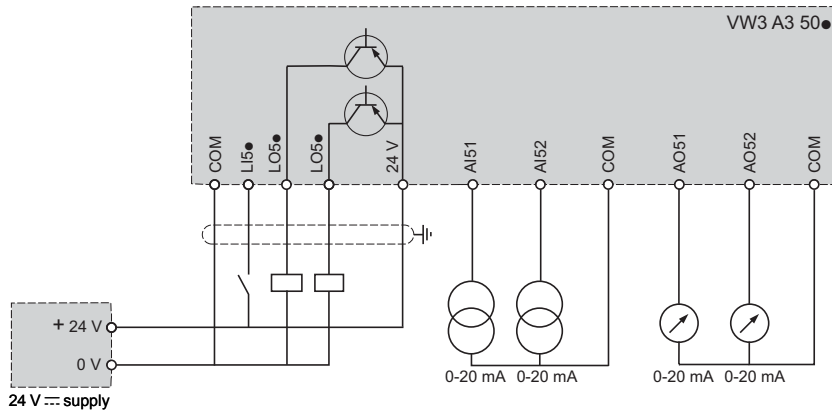 VW3 A3 50●
COM
LI5●
LO5●
LO5●
24 V
AI51
AI52
COM
AO51
AO52
COM
+ 24 V
0 V
24 V ⎓ supply
0-20 mA
0-20 mA
0-20 mA
0-20 mA